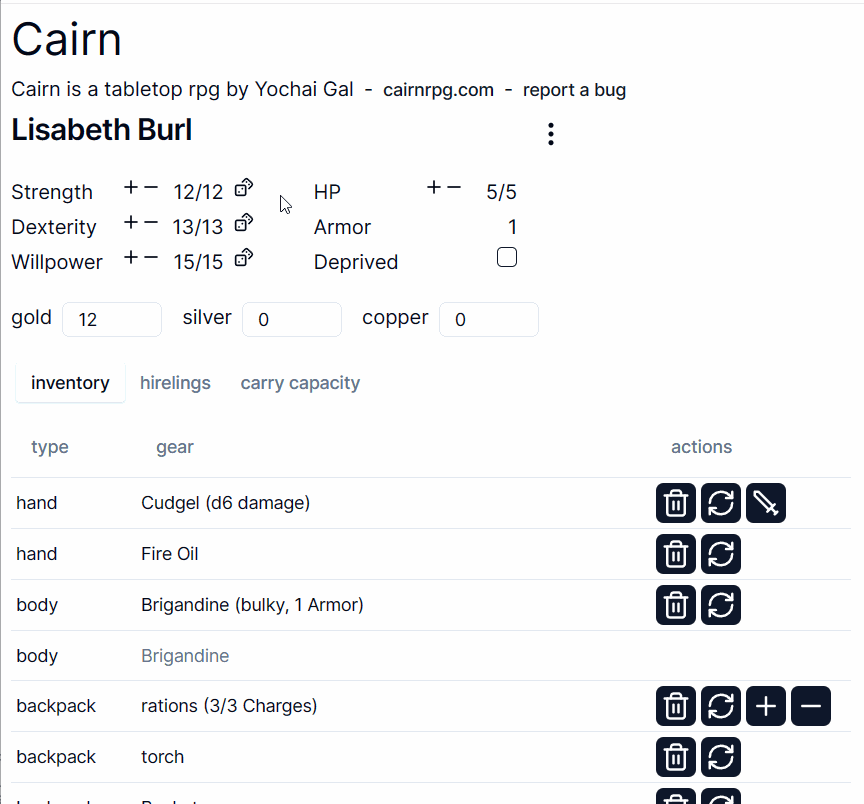 Cairn
Cairn is a tabletop rpg by Yochai Gal - cairnrpg.com - report a bug
Lisabeth Burl
Strength + − 12/12 HP + − 5/5
Dexterity + − 13/13 Armor 1
Willpower + − 15/15 Deprived
gold 12 silver 0 copper 0
inventory hirelings carry capacity
type gear actions
hand Cudgel (d6 damage)
hand Fire Oil
body Brigandine (bulky, 1 Armor)
body Brigandine
backpack rations (3/3 Charges) + −
backpack torch